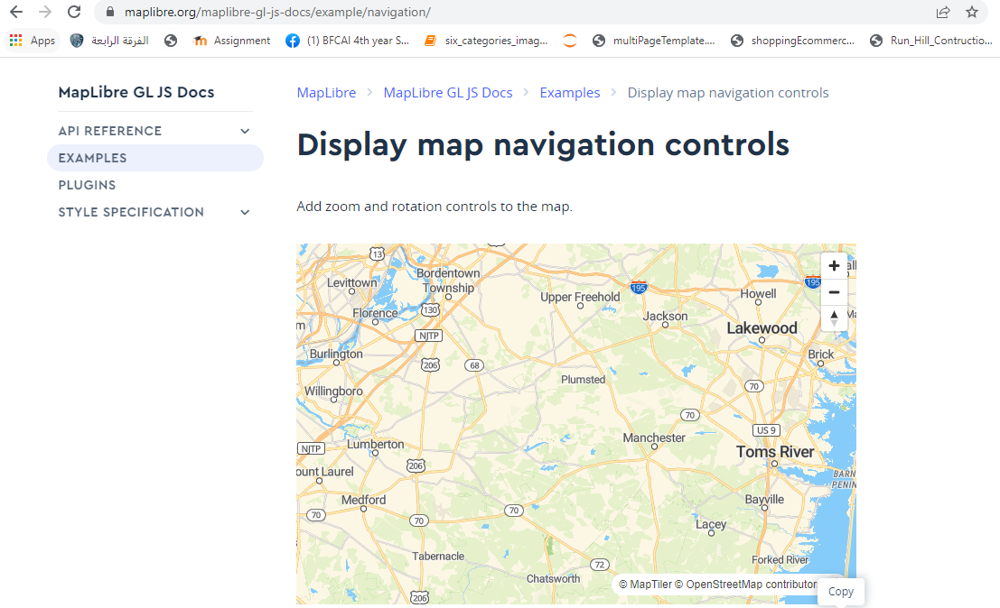 maplibre.org/maplibre-gl-js-docs/example/navigation/
Apps
الفرقة الرابعة
Assignment
(1) BFCAI 4th year S...
six_categories_imag...
multiPageTemplate....
shoppingEcommerc...
Run_Hill_Contructio...
MapLibre GL JS Docs
API REFERENCE
EXAMPLES
PLUGINS
STYLE SPECIFICATION
MapLibre > MapLibre GL JS Docs > Examples > Display map navigation controls
Display map navigation controls
Add zoom and rotation controls to the map.
13
Bordentown
Township
Levittown
Upper Freehold
195
195
Howell
Florence
130
Jackson
Lakewood
NJTP
Burlington
206
68
Brick
Plumsted
Willingboro
70
70
US 9
Manchester
NJTP
Lumberton
Toms River
206
ount Laurel
BARN
PENIN
Medford
Bayville
70
70
70
Lacey
Tabernacle
Forked River
72
Chatsworth
206
© MapTiler © OpenStreetMap contributor
Copy